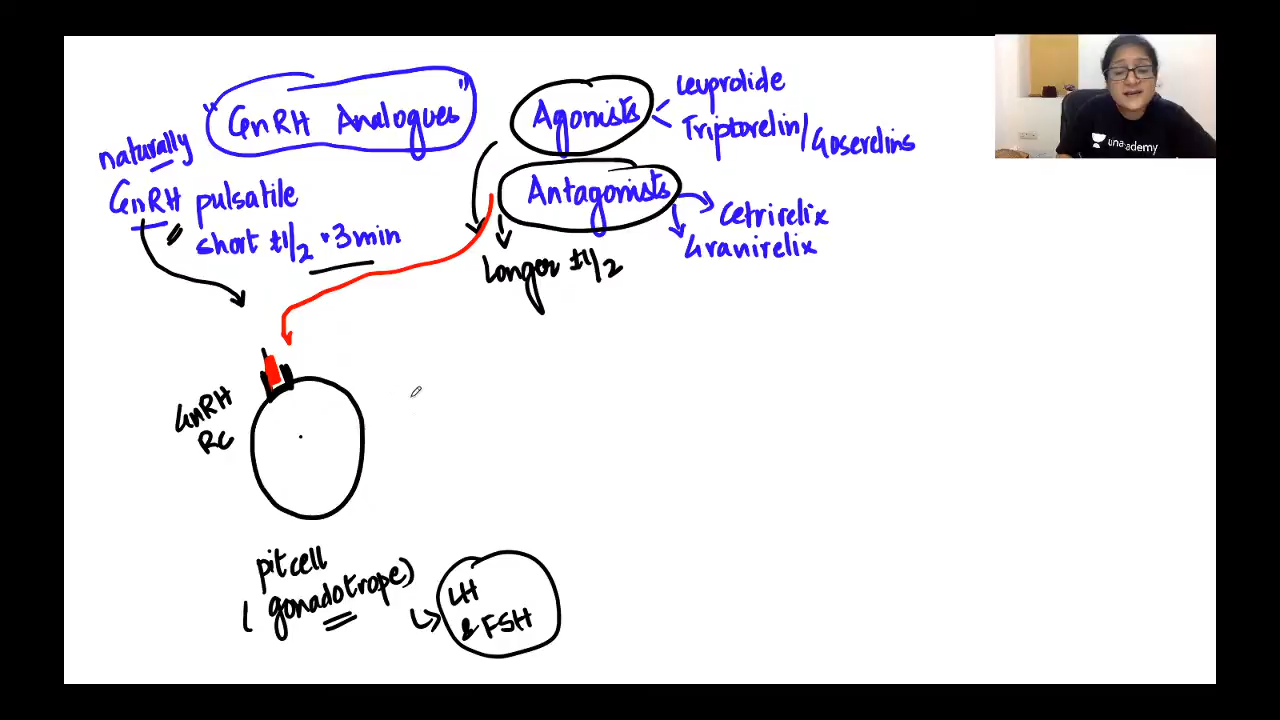 "GnRH Analogues"
Agonists
Leuprolide
Triptorelin/Goserelins
Antagonists
Cetrirelix
Granirelix
Longer t1/2
naturally
GnRH pulsatile
short t1/2 3min
GnRH
RC
pit cell
(gonadotrope)
LH
& FSH
unacademy